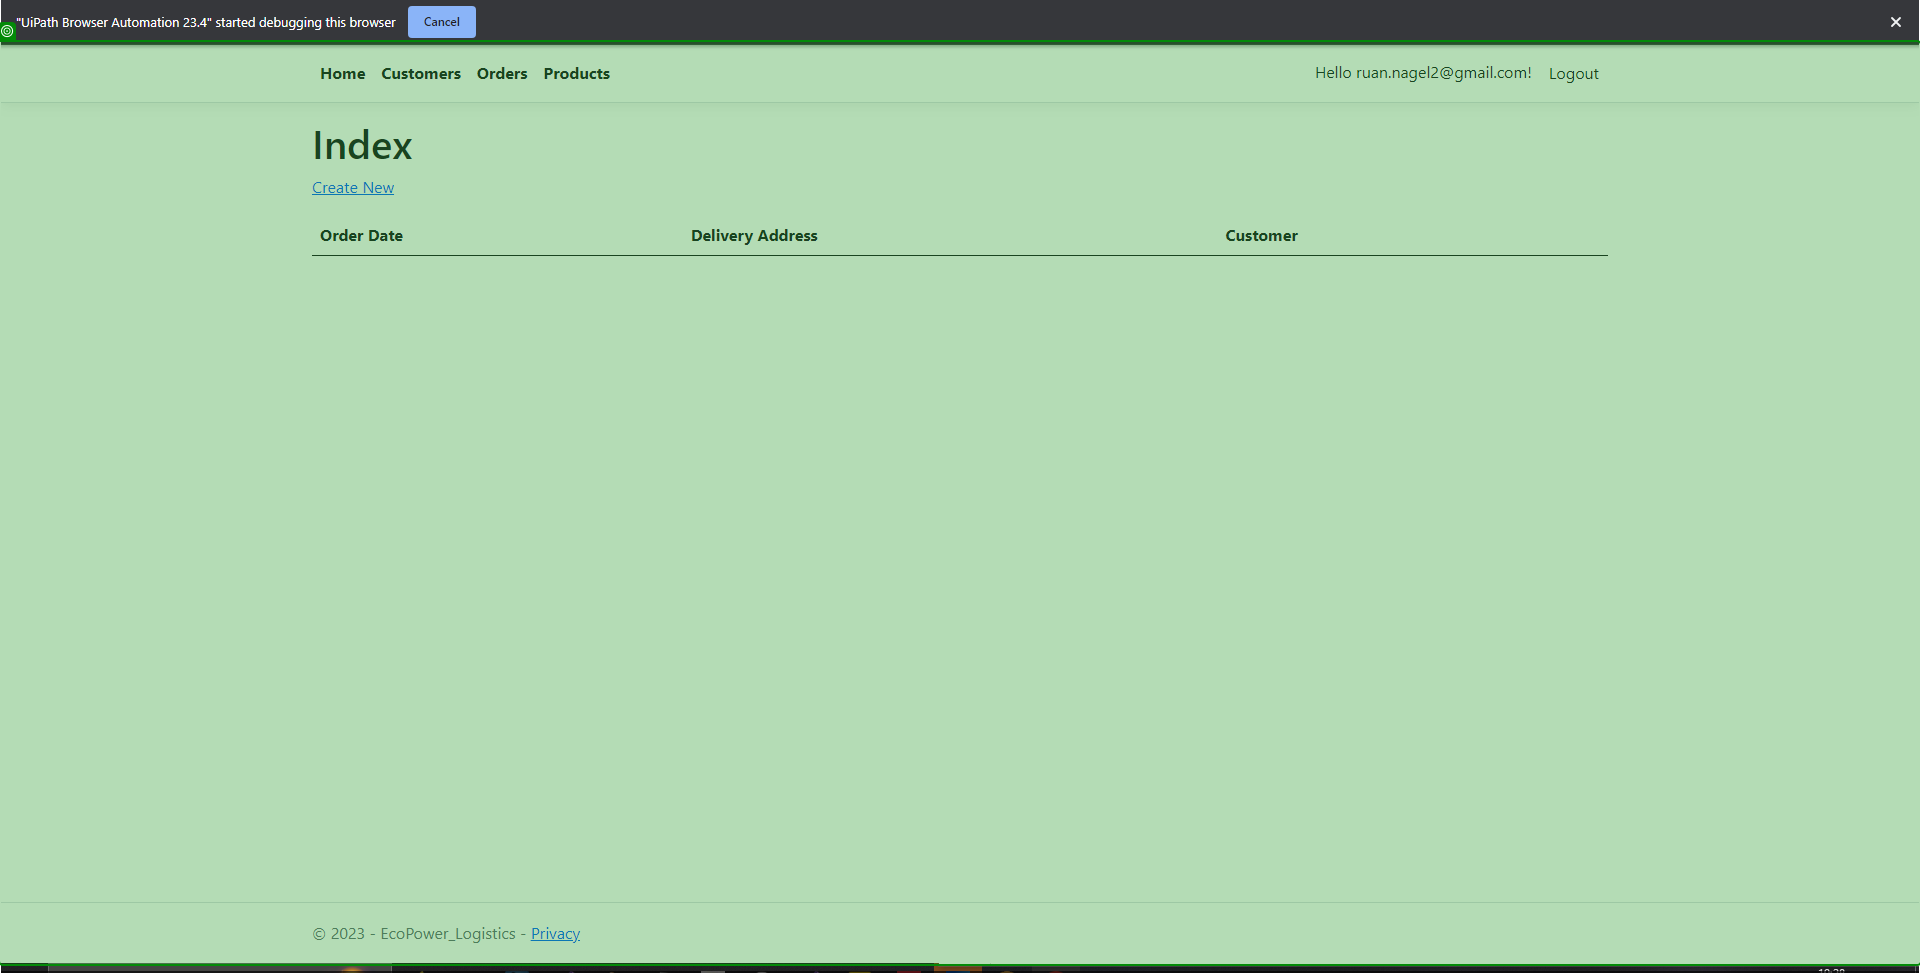 "UiPath Browser Automation 23.4" started debugging this browser Cancel
Home Customers Orders Products Hello ruan.nagel2@gmail.com! Logout
Index
Create New
Order Date Delivery Address Customer
© 2023 - EcoPower_Logistics - Privacy